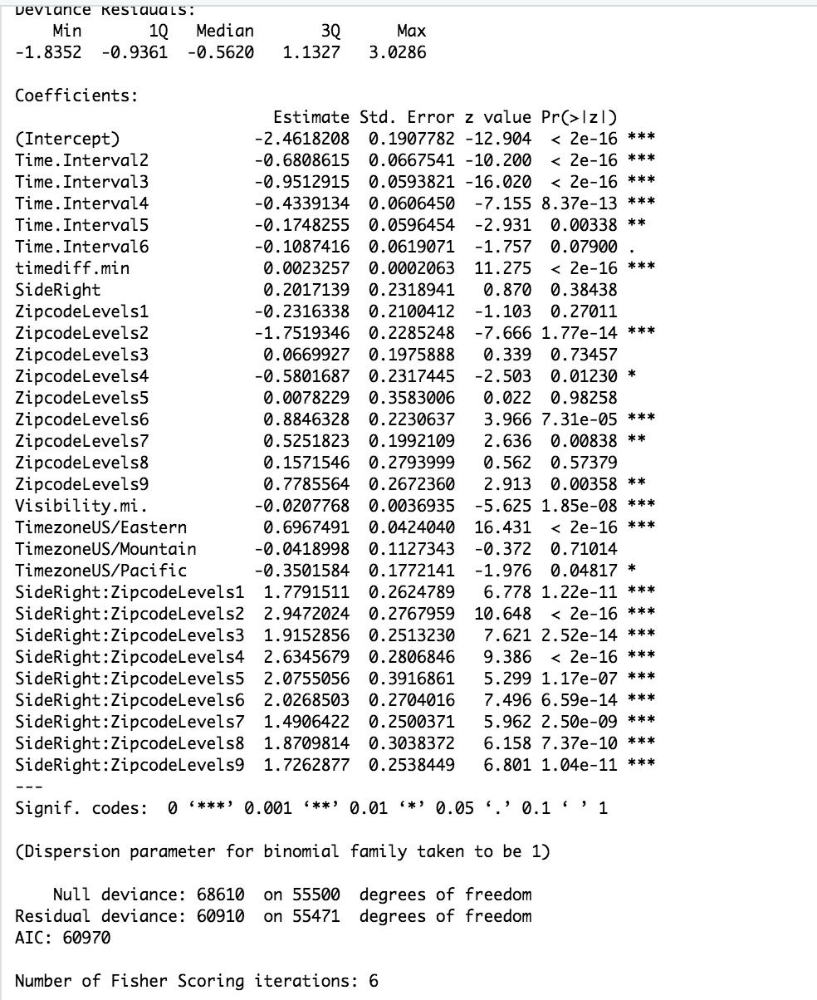 Deviance Residuals:
    Min       1Q   Median       3Q      Max
-1.8352  -0.9361  -0.5620   1.1327   3.0286

Coefficients:
                           Estimate Std. Error z value Pr(>|z|)
(Intercept)              -2.4618208  0.1907782 -12.904  < 2e-16 ***
Time.Interval2           -0.6808615  0.0667541 -10.200  < 2e-16 ***
Time.Interval3           -0.9512915  0.0593821 -16.020  < 2e-16 ***
Time.Interval4           -0.4339134  0.0606450  -7.155 8.37e-13 ***
Time.Interval5           -0.1748255  0.0596454  -2.931  0.00338 **
Time.Interval6           -0.1087416  0.0619071  -1.757  0.07900 .
timediff.min              0.0023257  0.0002063  11.275  < 2e-16 ***
SideRight                 0.2017139  0.2318941   0.870  0.38438
ZipcodeLevels1           -0.2316338  0.2100412  -1.103  0.27011
ZipcodeLevels2           -1.7519346  0.2285248  -7.666 1.77e-14 ***
ZipcodeLevels3            0.0669927  0.1975888   0.339  0.73457
ZipcodeLevels4           -0.5801687  0.2317445  -2.503  0.01230 *
ZipcodeLevels5            0.0078229  0.3583006   0.022  0.98258
ZipcodeLevels6            0.8846328  0.2230637   3.966 7.31e-05 ***
ZipcodeLevels7            0.5251823  0.1992109   2.636  0.00838 **
ZipcodeLevels8            0.1571546  0.2793999   0.562  0.57379
ZipcodeLevels9            0.7785564  0.2672360   2.913  0.00358 **
Visibility.mi.           -0.0207768  0.0036935  -5.625 1.85e-08 ***
TimezoneUS/Eastern        0.6967491  0.0424040  16.431  < 2e-16 ***
TimezoneUS/Mountain      -0.0418998  0.1127343  -0.372  0.71014
TimezoneUS/Pacific       -0.3501584  0.1772141  -1.976  0.04817 *
SideRight:ZipcodeLevels1  1.7791511  0.2624789   6.778 1.22e-11 ***
SideRight:ZipcodeLevels2  2.9472024  0.2767959  10.648  < 2e-16 ***
SideRight:ZipcodeLevels3  1.9152856  0.2513230   7.621 2.52e-14 ***
SideRight:ZipcodeLevels4  2.6345679  0.2806846   9.386  < 2e-16 ***
SideRight:ZipcodeLevels5  2.0755056  0.3916861   5.299 1.17e-07 ***
SideRight:ZipcodeLevels6  2.0268503  0.2704016   7.496 6.59e-14 ***
SideRight:ZipcodeLevels7  1.4906422  0.2500371   5.962 2.50e-09 ***
SideRight:ZipcodeLevels8  1.8709814  0.3038372   6.158 7.37e-10 ***
SideRight:ZipcodeLevels9  1.7262877  0.2538449   6.801 1.04e-11 ***
---
Signif. codes:  0 ‘***’ 0.001 ‘**’ 0.01 ‘*’ 0.05 ‘.’ 0.1 ‘ ’ 1

(Dispersion parameter for binomial family taken to be 1)

    Null deviance: 68610  on 55500  degrees of freedom
Residual deviance: 60910  on 55471  degrees of freedom
AIC: 60970

Number of Fisher Scoring iterations: 6